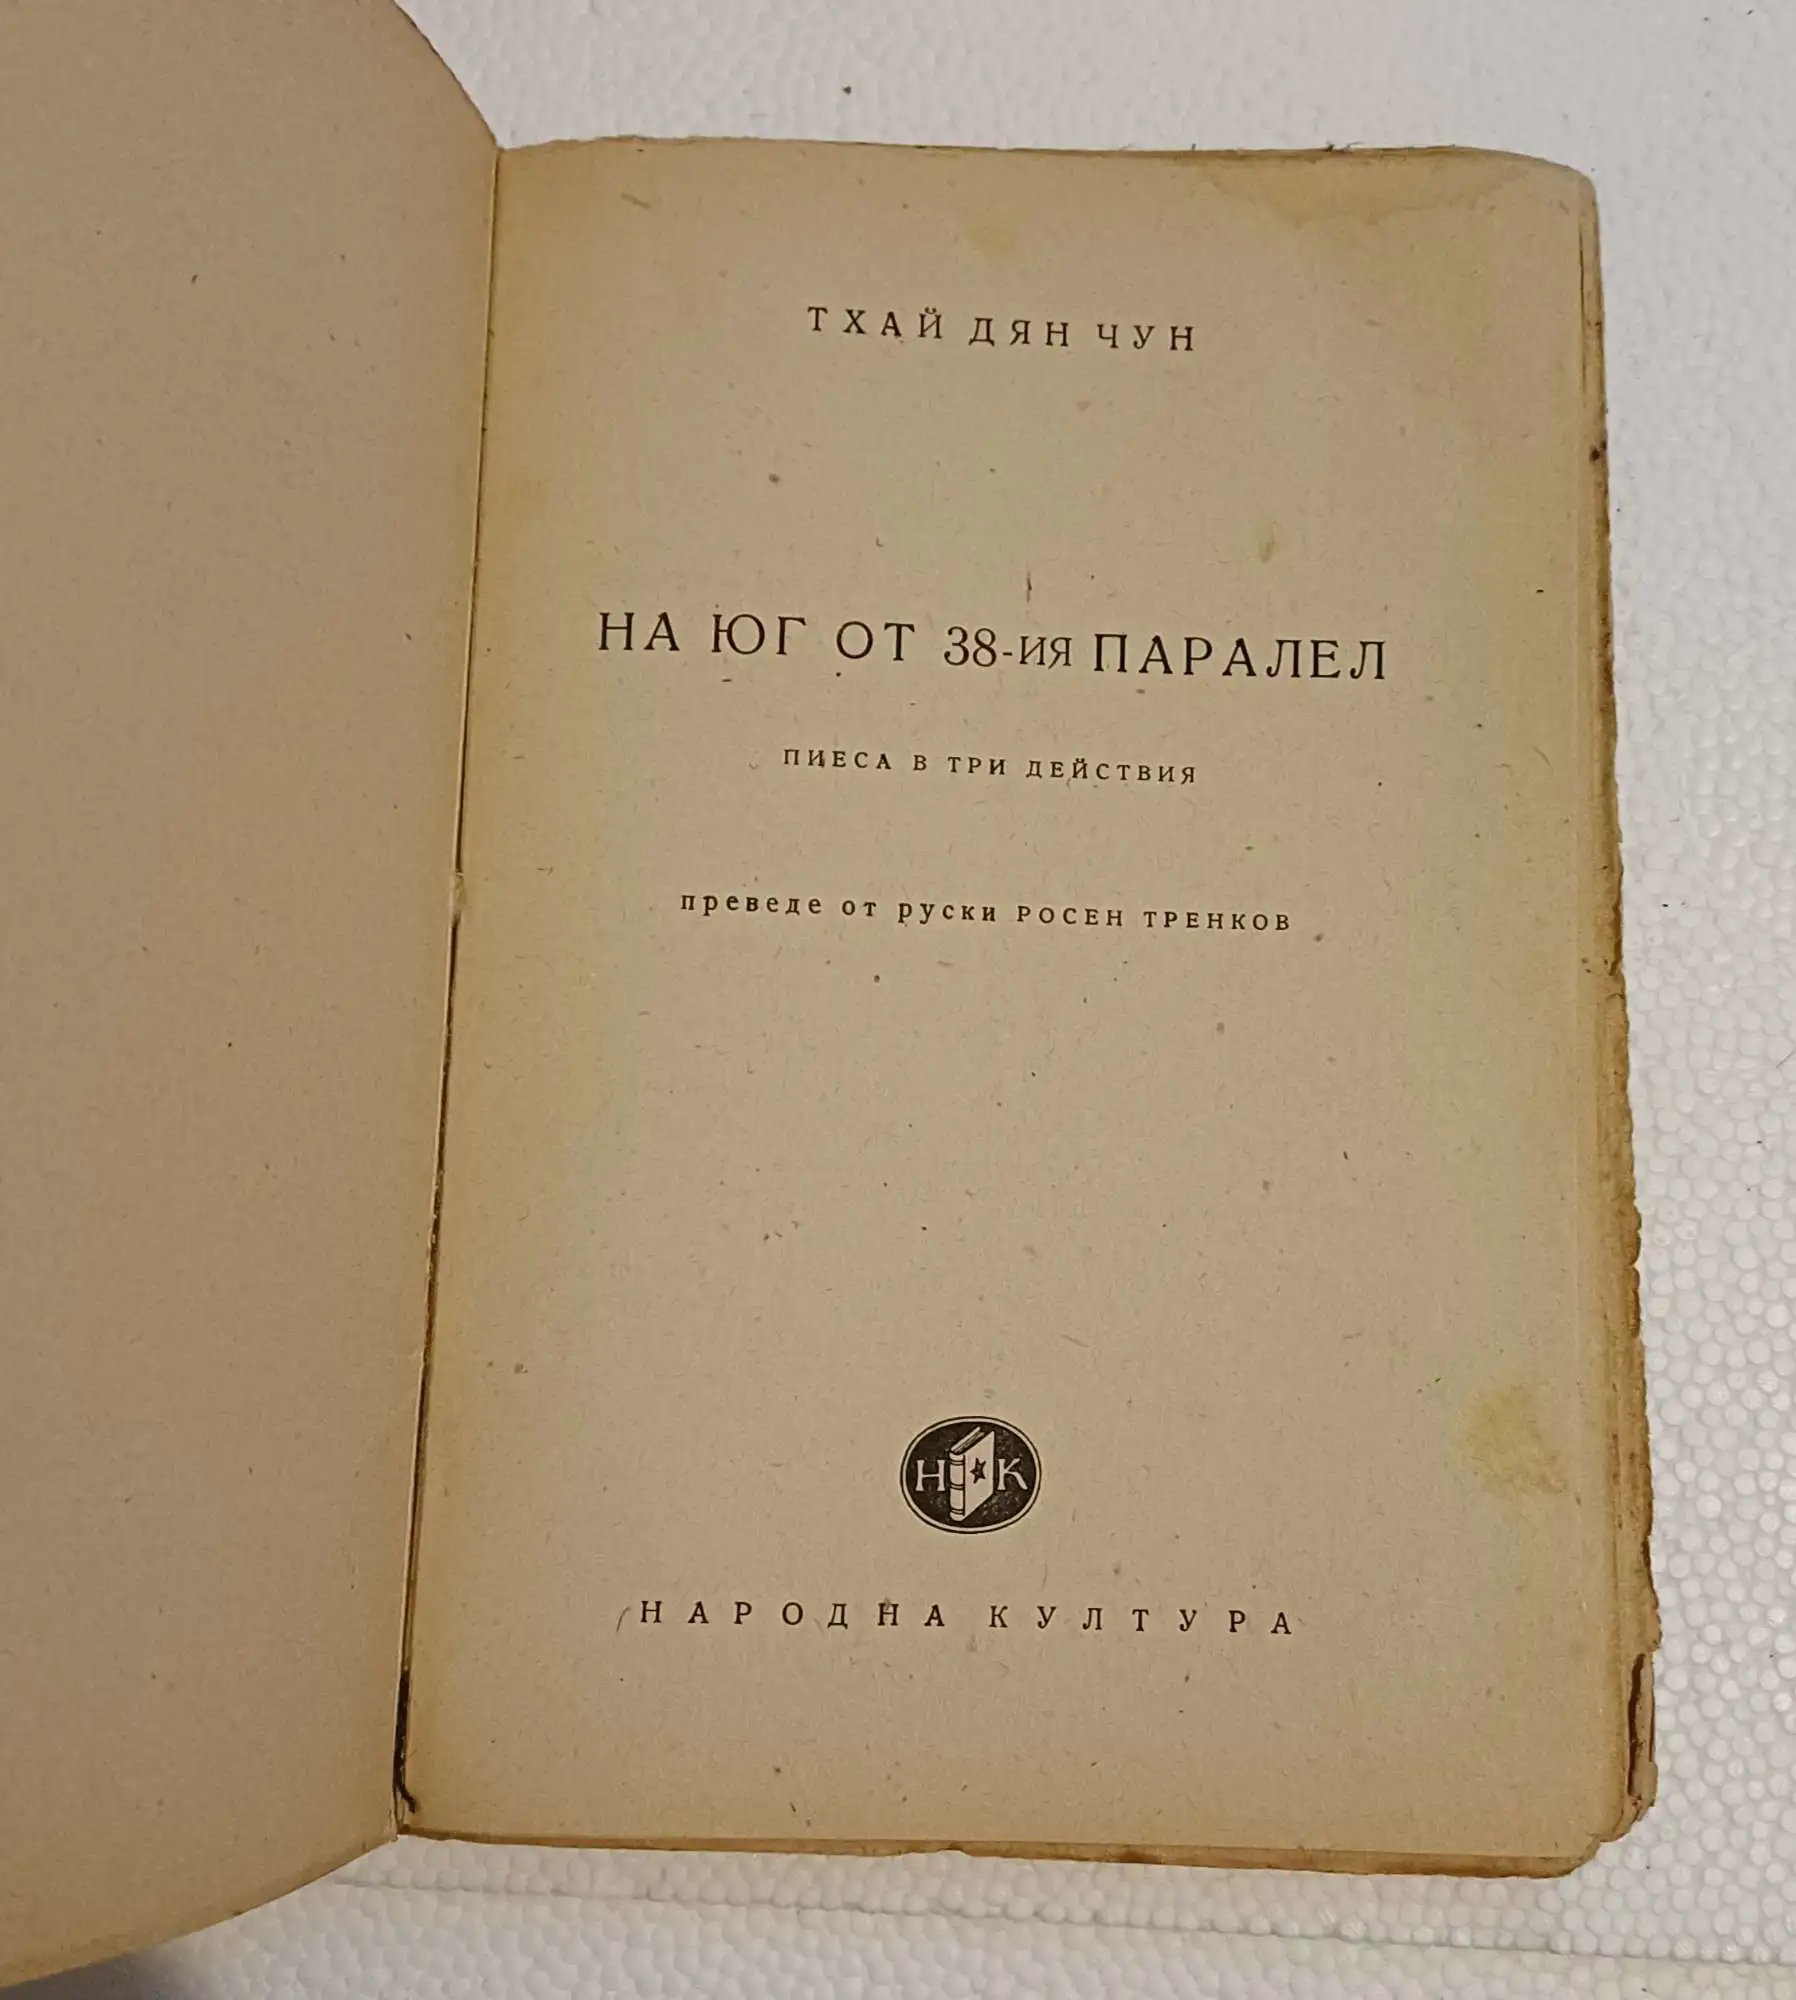 ТХАЙ ДЯН ЧУН
НА ЮГ ОТ 38-ИЯ ПАРАЛЕЛ
ПИЕСА В ТРИ ДЕЙСТВИЯ
преведе от руски РОСЕН ТРЕНКОВ
Н К
НАРОДНА КУЛТУРА